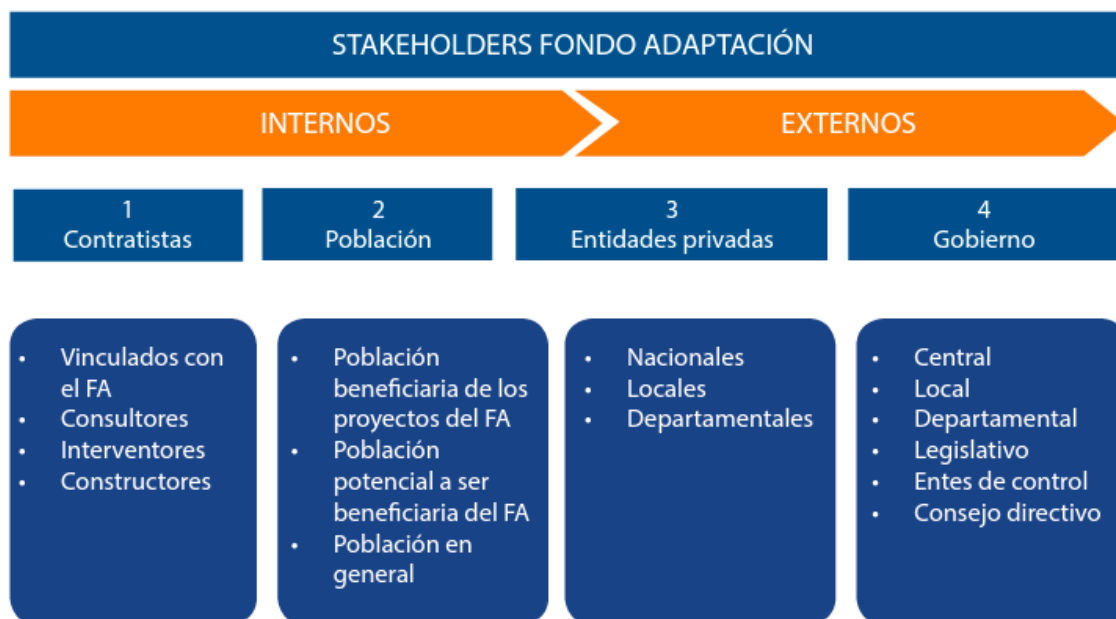 STAKEHOLDERS FONDO ADAPTACIÓN
INTERNOS
EXTERNOS
1
Contratistas
2
Población
3
Entidades privadas
4
Gobierno
• Vinculados con
el FA
• Consultores
• Interventores
• Constructores
• Población
beneficiaria de los
proyectos del FA
• Población
potencial a ser
beneficiaria del FA
• Población en
general
• Nacionales
• Locales
• Departamentales
• Central
• Local
• Departamental
• Legislativo
• Entes de control
• Consejo directivo